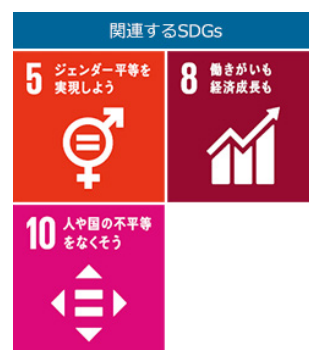 関連するSDGs
5 ジェンダー平等を
実現しよう
8 働きがいも
経済成長も
10 人や国の不平等
をなくそう